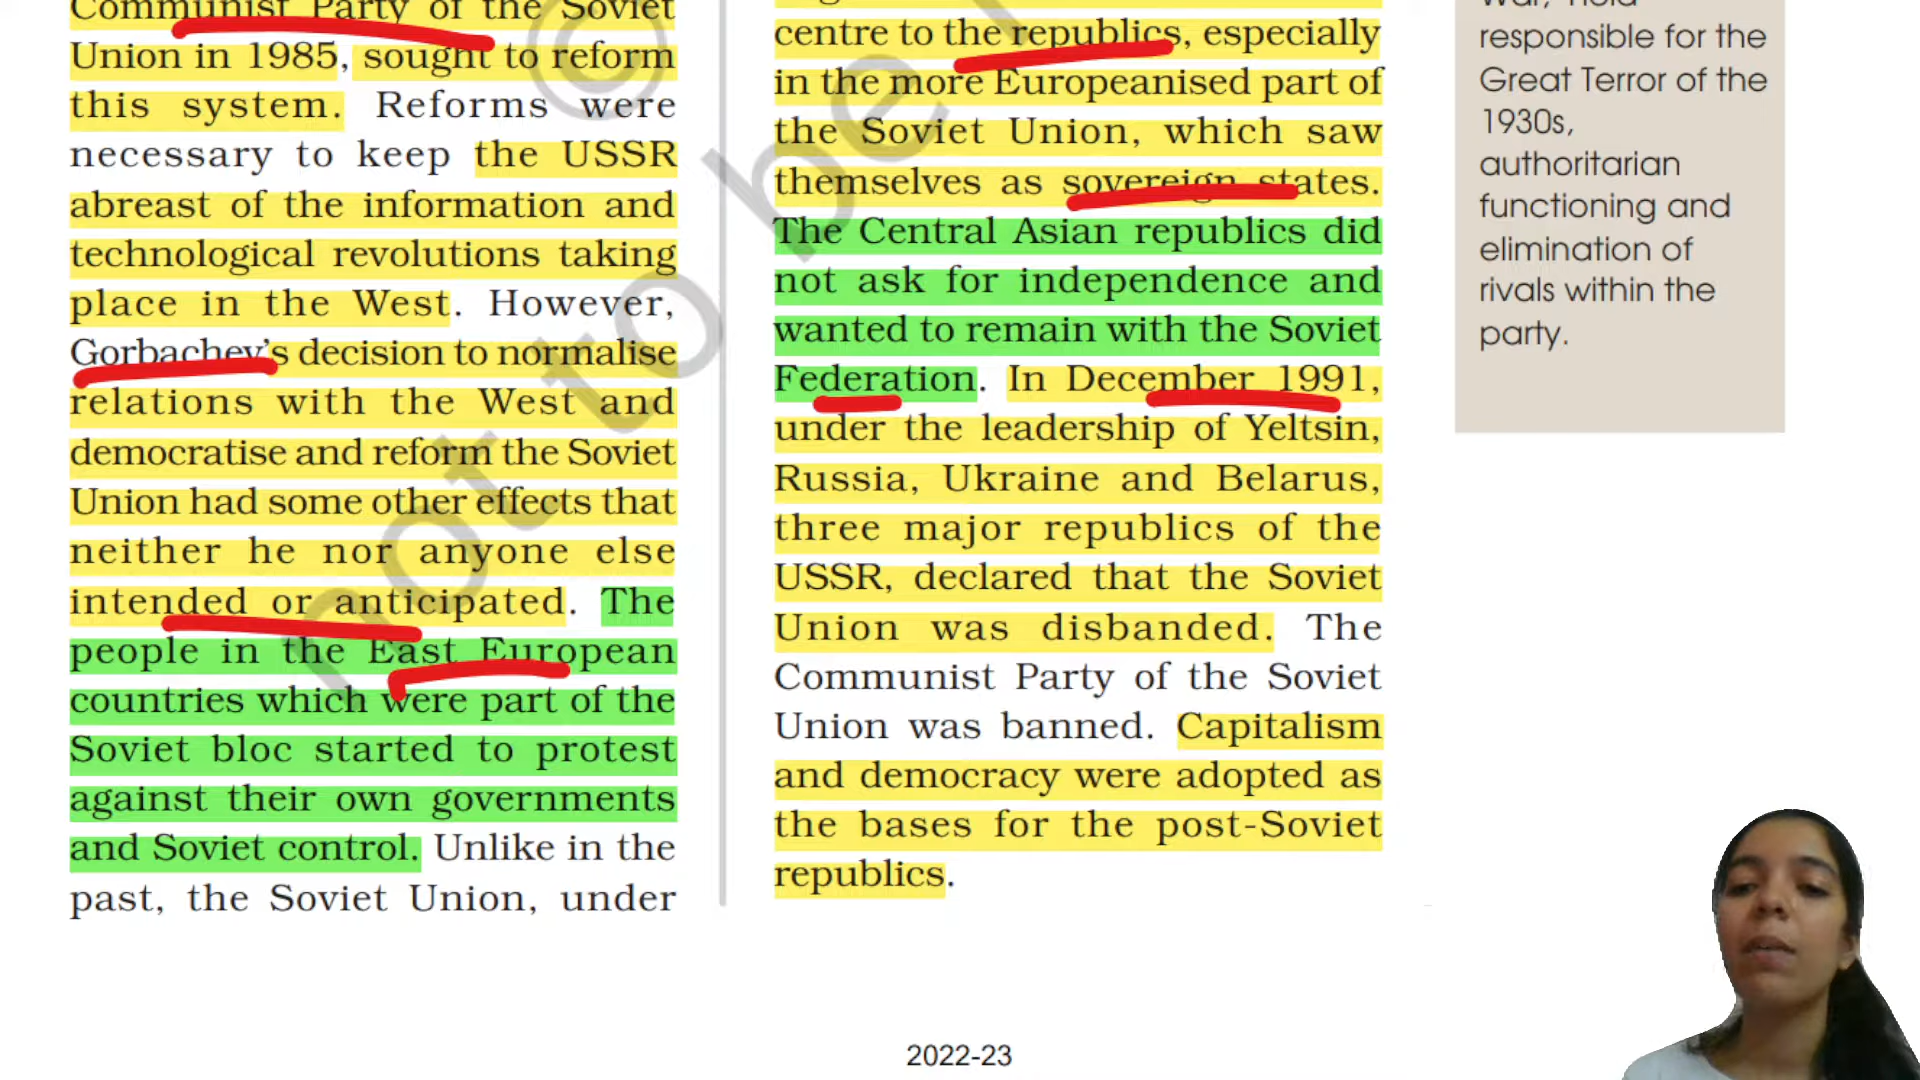 Communist Party of the Soviet
Union in 1985, sought to reform
this system. Reforms were
necessary to keep the USSR
abreast of the information and
technological revolutions taking
place in the West. However,
Gorbachev's decision to normalise
relations with the West and
democratise and reform the Soviet
Union had some other effects that
neither he nor anyone else
intended or anticipated. The
people in the East European
countries which were part of the
Soviet bloc started to protest
against their own governments
and Soviet control. Unlike in the
past, the Soviet Union, under
centre to the republics, especially
in the more Europeanised part of
the Soviet Union, which saw
themselves as sovereign states.
The Central Asian republics did
not ask for independence and
wanted to remain with the Soviet
Federation. In December 1991,
under the leadership of Yeltsin,
Russia, Ukraine and Belarus,
three major republics of the
USSR, declared that the Soviet
Union was disbanded. The
Communist Party of the Soviet
Union was banned. Capitalism
and democracy were adopted as
the bases for the post-Soviet
republics.
War; held
responsible for the
Great Terror of the
1930s,
authoritarian
functioning and
elimination of
rivals within the
party.
©
not to be
2022-23